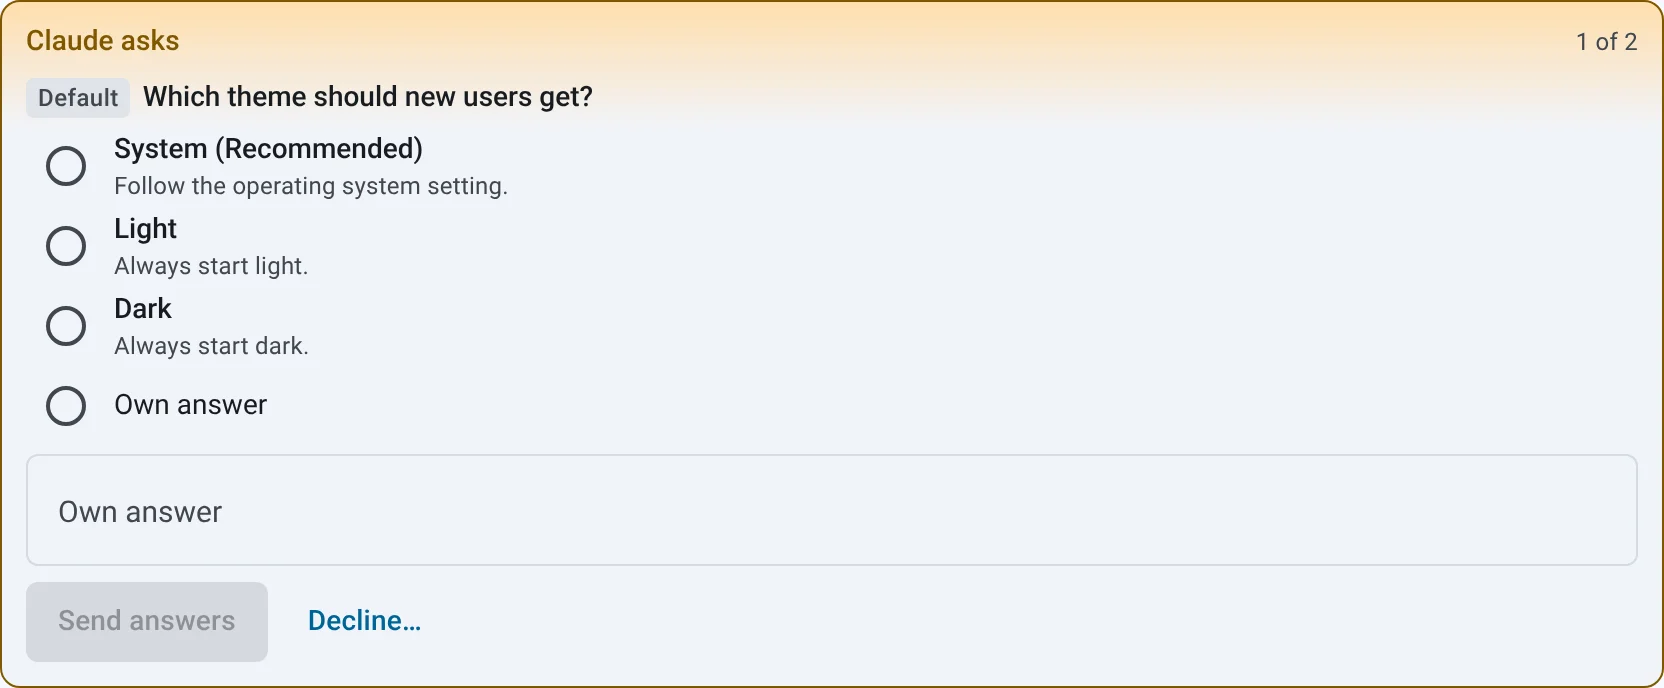 Claude asks
1 of 2
Default Which theme should new users get?
System (Recommended)
Follow the operating system setting.
Light
Always start light.
Dark
Always start dark.
Own answer
Own answer
Send answers
Decline...